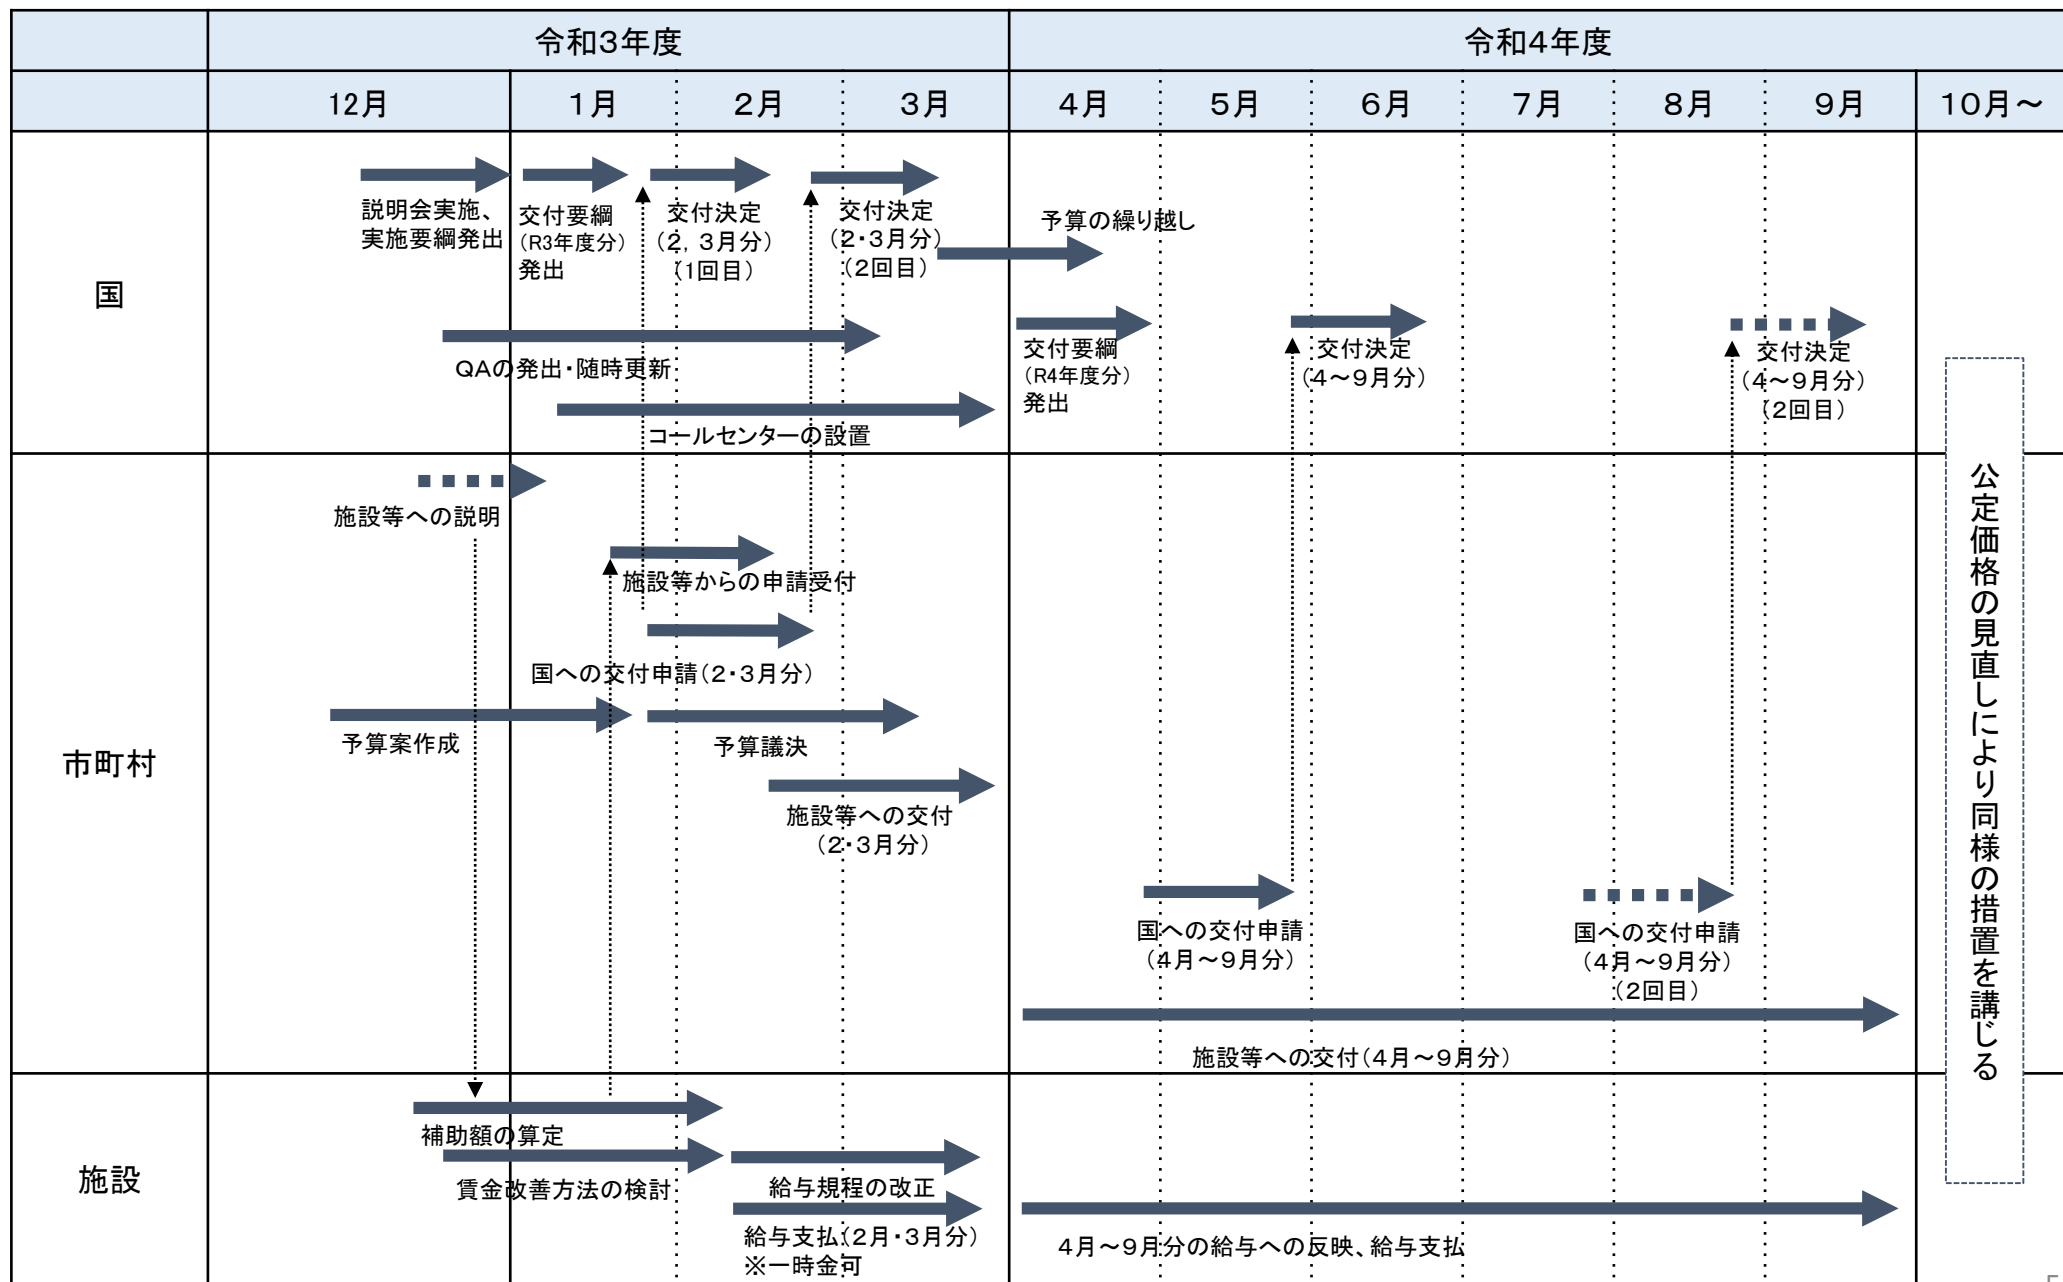 令和3年度
令和4年度
12月
1月
2月
3月
4月
5月
6月
7月
8月
9月
10月～
国
説明会実施、
実施要綱発出
交付要綱
（R3年度分）
発出
交付決定
（2，3月分）
（1回目）
交付決定
（2・3月分）
（2回目）
予算の繰り越し
QAの発出・随時更新
コールセンターの設置
交付要綱
（R4年度分）
発出
交付決定
（4～9月分）
交付決定
（4～9月分）
（2回目）
市町村
施設等への説明
施設等からの申請受付
国への交付申請（2・3月分）
予算案作成
予算議決
施設等への交付
（2・3月分）
国への交付申請
（4月～9月分）
国への交付申請
（4月～9月分）
（2回目）
施設等への交付（4月～9月分）
施設
補助額の算定
賃金改善方法の検討
給与規程の改正
給与支払（2月・3月分）
※一時金可
4月～9月分の給与への反映、給与支払
公定価格の見直しにより同様の措置を講じる